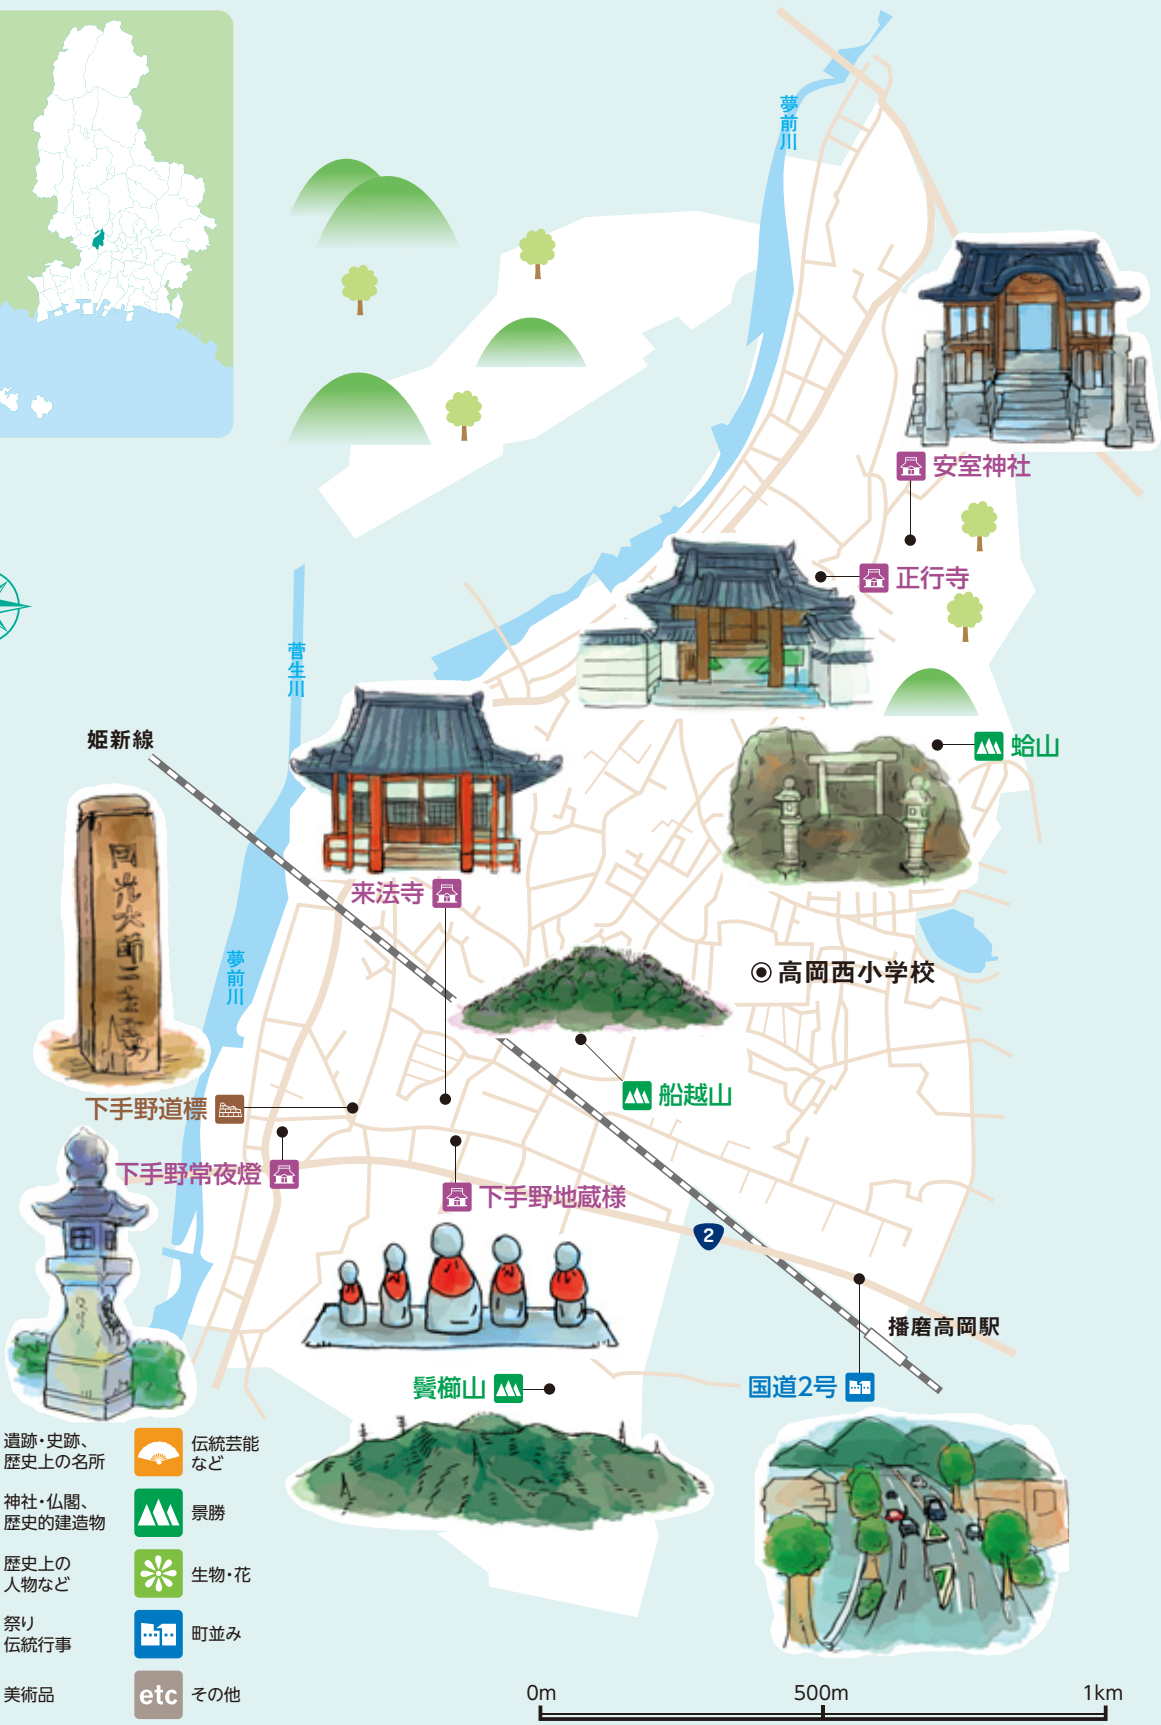 夢前川
安室神社
正行寺
菅生川
姫新線
蛤山
来法寺
高岡西小学校
夢前川
船越山
下手野道標
下手野常夜燈
下手野地蔵様
2
播磨高岡駅
鬢櫛山
国道2号
遺跡・史跡、
歴史上の名所
伝統芸能
など
神社・仏閣、
歴史的建造物
景勝
歴史上の
人物など
生物・花
祭り
伝統行事
町並み
美術品
etc
その他
0m
500m
1km